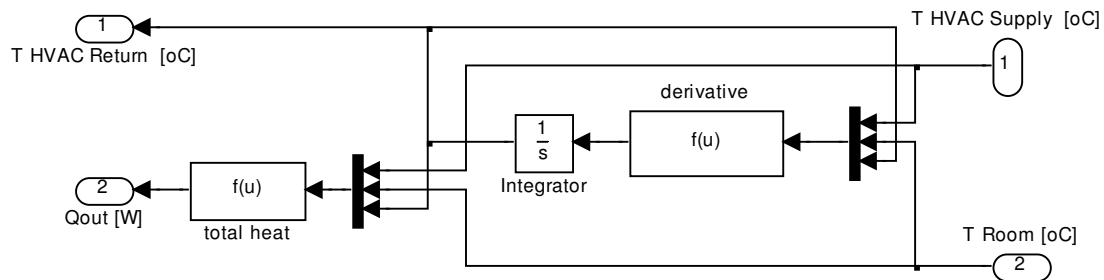 1
T HVAC Return [oC]
T HVAC Supply [oC]
1
derivative
f(u)
1
s
Integrator
f(u)
total heat
2
Qout [W]
T Room [oC]
2